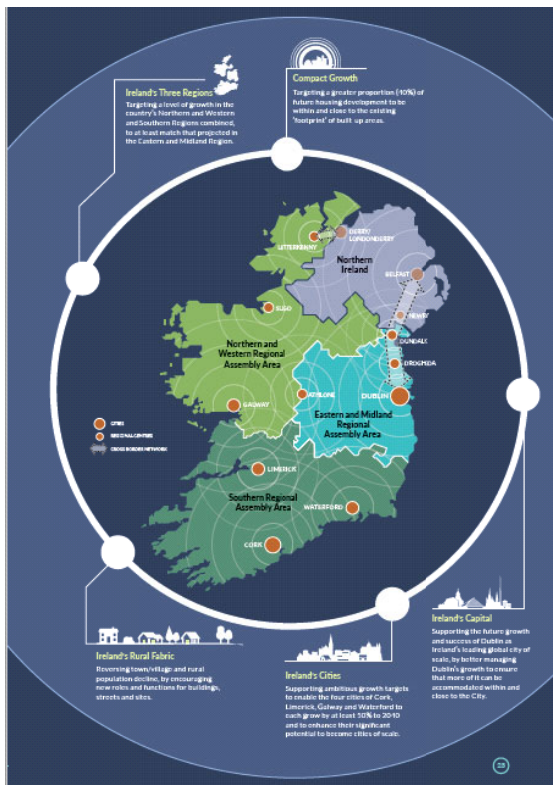 Ireland's Three Regions
Targeting a level of growth in the
country's Northern and Western
and Southern Regions combined,
to at least match that projected in
the Eastern and Midland Region.
Compact Growth
Targeting a greater proportion (40%) of
future housing development to be
within and close to the existing
'footprint' of built up areas.
LETTERKENNY
DERRY/
LONDONDERRY
Northern
Ireland
BELFAST
NEWRY
SLIGO
DUNDALK
DROGHEDA
Northern and
Western Regional
Assembly Area
ATHLONE
DUBLIN
GALWAY
Eastern and Midland
Regional
Assembly Area
CITIES
REGIONAL CENTRES
CROSS BORDER NETWORK
LIMERICK
Southern Regional
Assembly Area
WATERFORD
CORK
Ireland's Capital
Supporting the future growth
and success of Dublin as
Ireland's leading global city of
scale, by better managing
Dublin's growth to ensure
that more of it can be
accommodated within and
close to the City.
Ireland's Rural Fabric
Reversing town/village and rural
population decline, by encouraging
new roles and functions for buildings,
streets and sites.
Ireland's Cities
Supporting ambitious growth targets
to enable the four cities of Cork,
Limerick, Galway and Waterford to
each grow by at least 50% to 2040
and to enhance their significant
potential to become cities of scale.